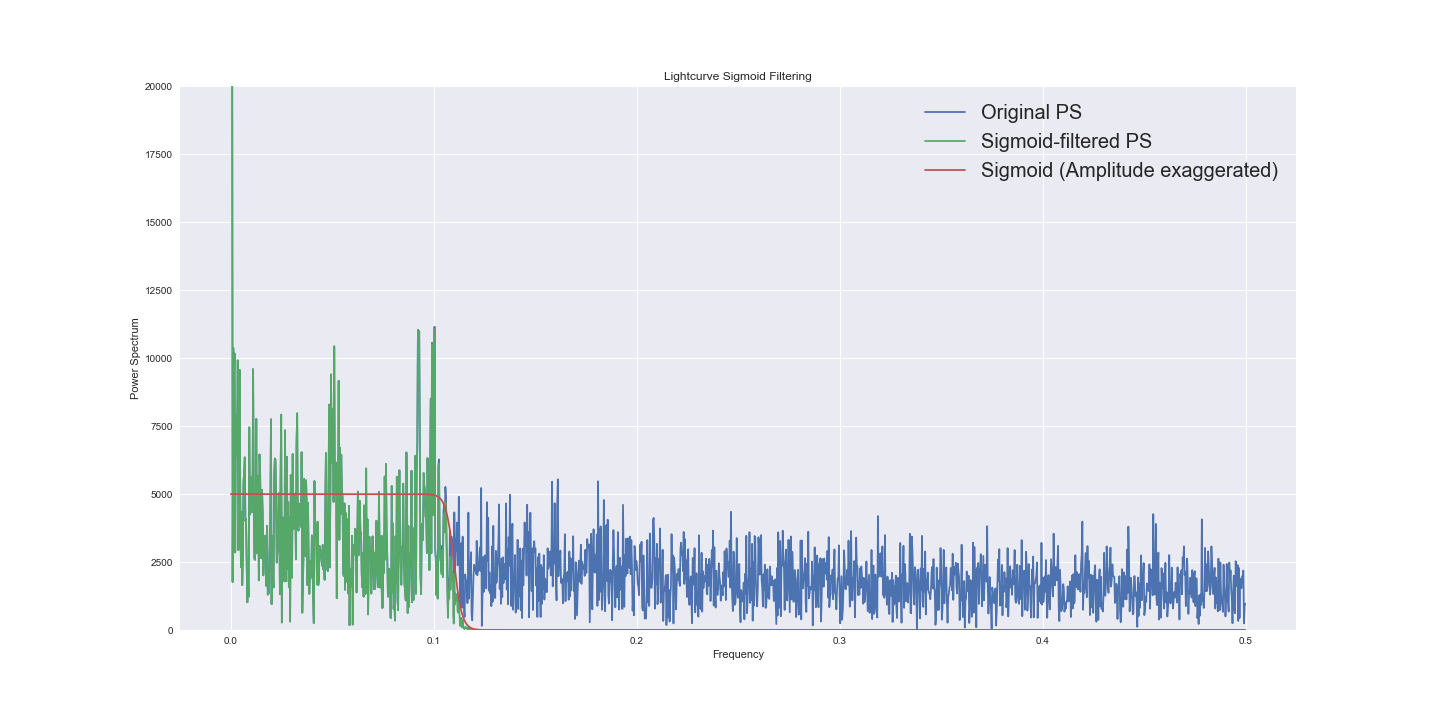 Lightcurve Sigmoid Filtering
Original PS
Sigmoid-filtered PS
Sigmoid (Amplitude exaggerated)
Power Spectrum
20000
17500
15000
12500
10000
7500
5000
2500
0
0.0 0.1 0.2 0.3 0.4 0.5
Frequency